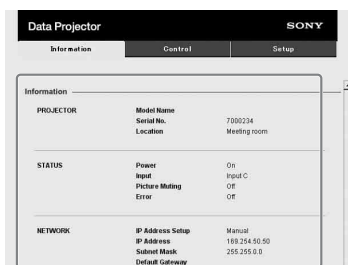 Data Projector SONY
Information Control Setup
Information
PROJECTOR Model Name
Serial No. 7000234
Location Meeting room
STATUS Power On
Input Input C
Picture Muting Off
Error Off
NETWORK IP Address Setup Manual
IP Address 169.254.50.50
Subnet Mask 255.255.0.0
Default Gateway